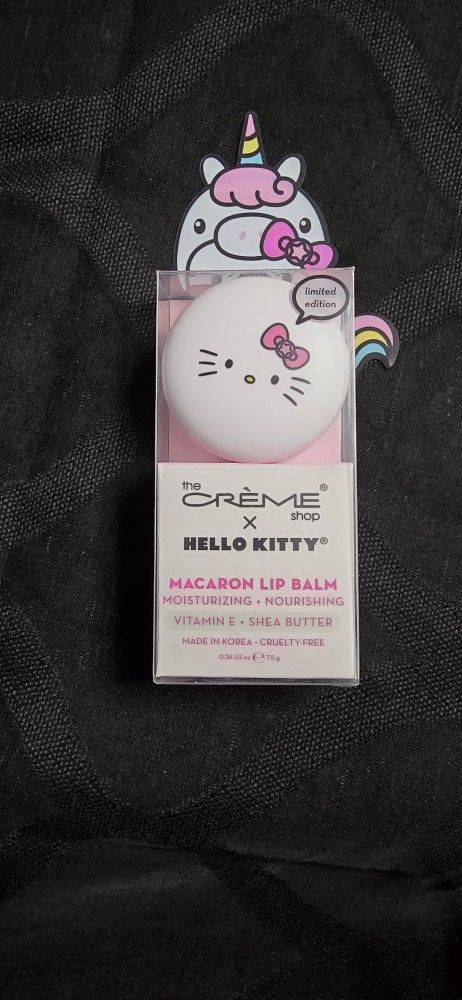 limited
edition
the
CRÈME®
shop
X
HELLO KITTY®
MACARON LIP BALM
MOISTURIZING + NOURISHING
VITAMIN E + SHEA BUTTER
MADE IN KOREA • CRUELTY-FREE
0.26 US oz ℮ 7.5 g